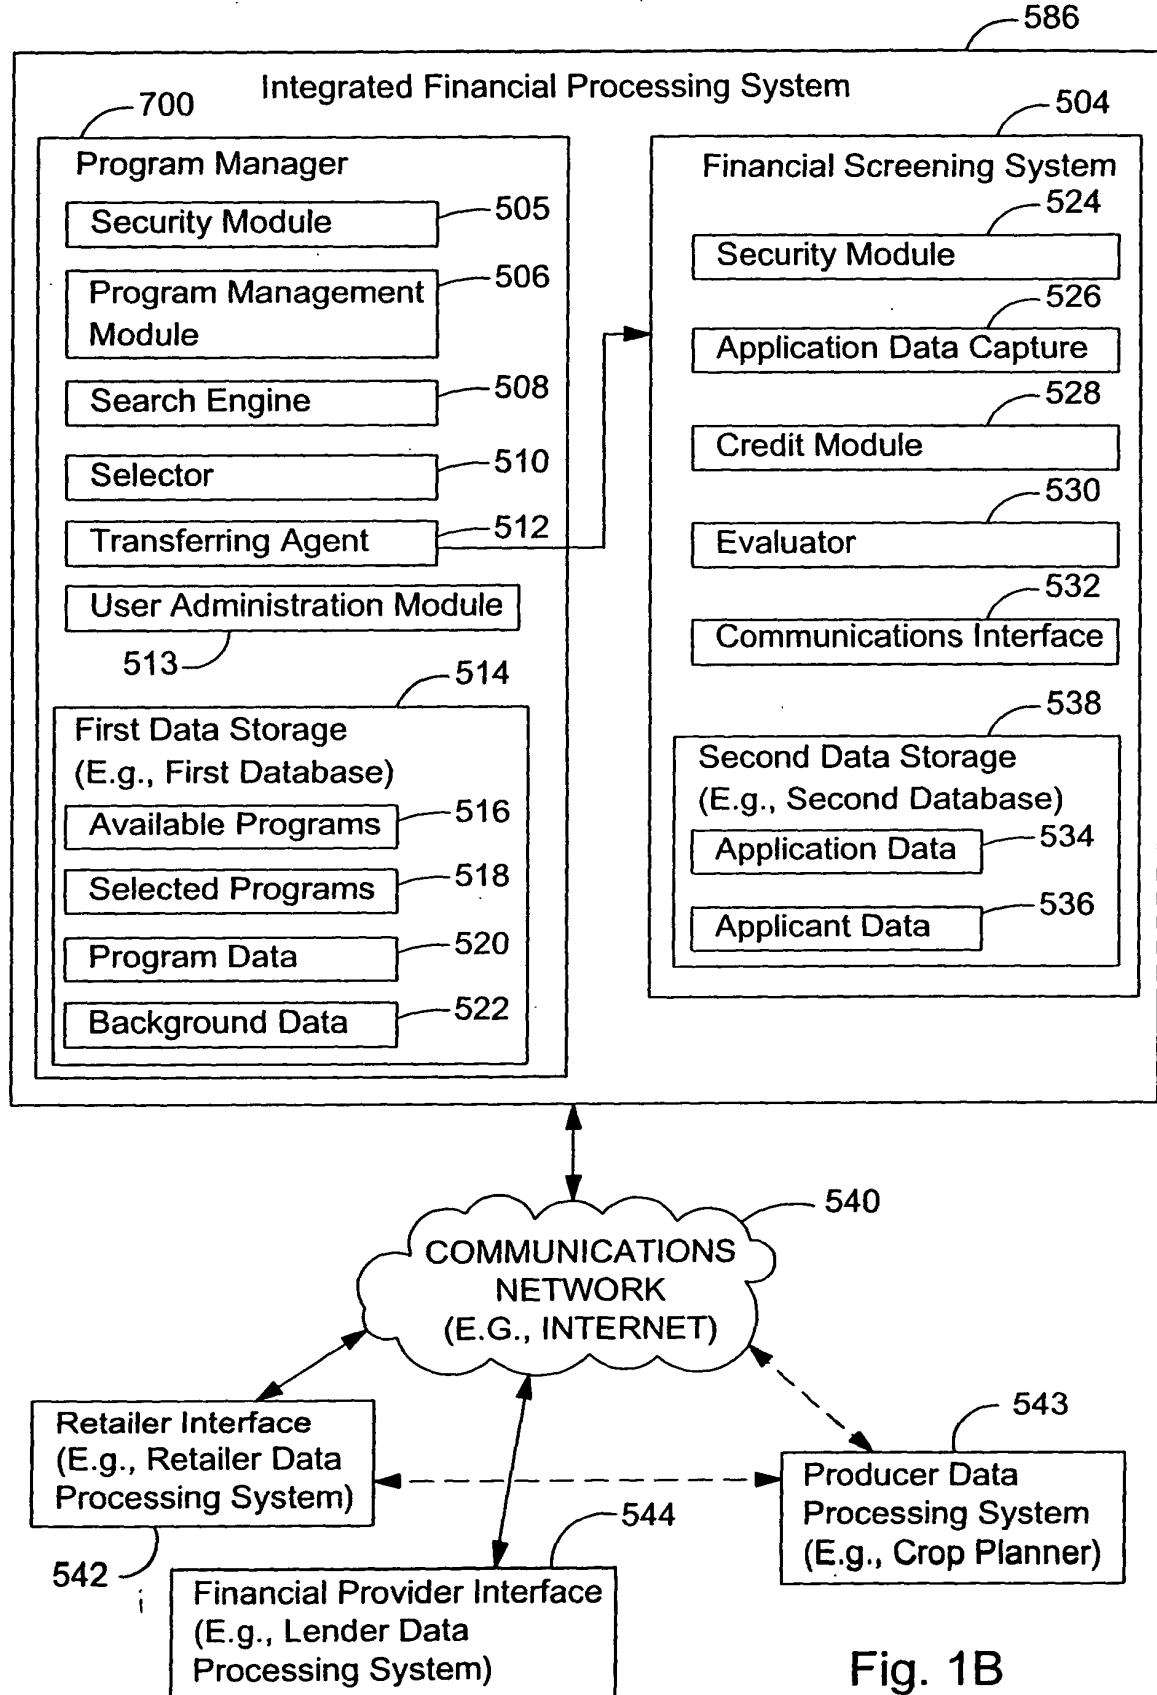 586
Integrated Financial Processing System
700
Program Manager
Security Module
505
Program Management
Module
506
Search Engine
508
Selector
510
Transferring Agent
512
User Administration Module
513
514
First Data Storage
(E.g., First Database)
Available Programs
516
Selected Programs
518
Program Data
520
Background Data
522
504
Financial Screening System
524
Security Module
526
Application Data Capture
528
Credit Module
530
Evaluator
532
Communications Interface
538
Second Data Storage
(E.g., Second Database)
Application Data
534
Applicant Data
536
540
COMMUNICATIONS
NETWORK
(E.G., INTERNET)
Retailer Interface
(E.g., Retailer Data
Processing System)
542
543
Producer Data
Processing System
(E.g., Crop Planner)
544
Financial Provider Interface
(E.g., Lender Data
Processing System)
Fig. 1B